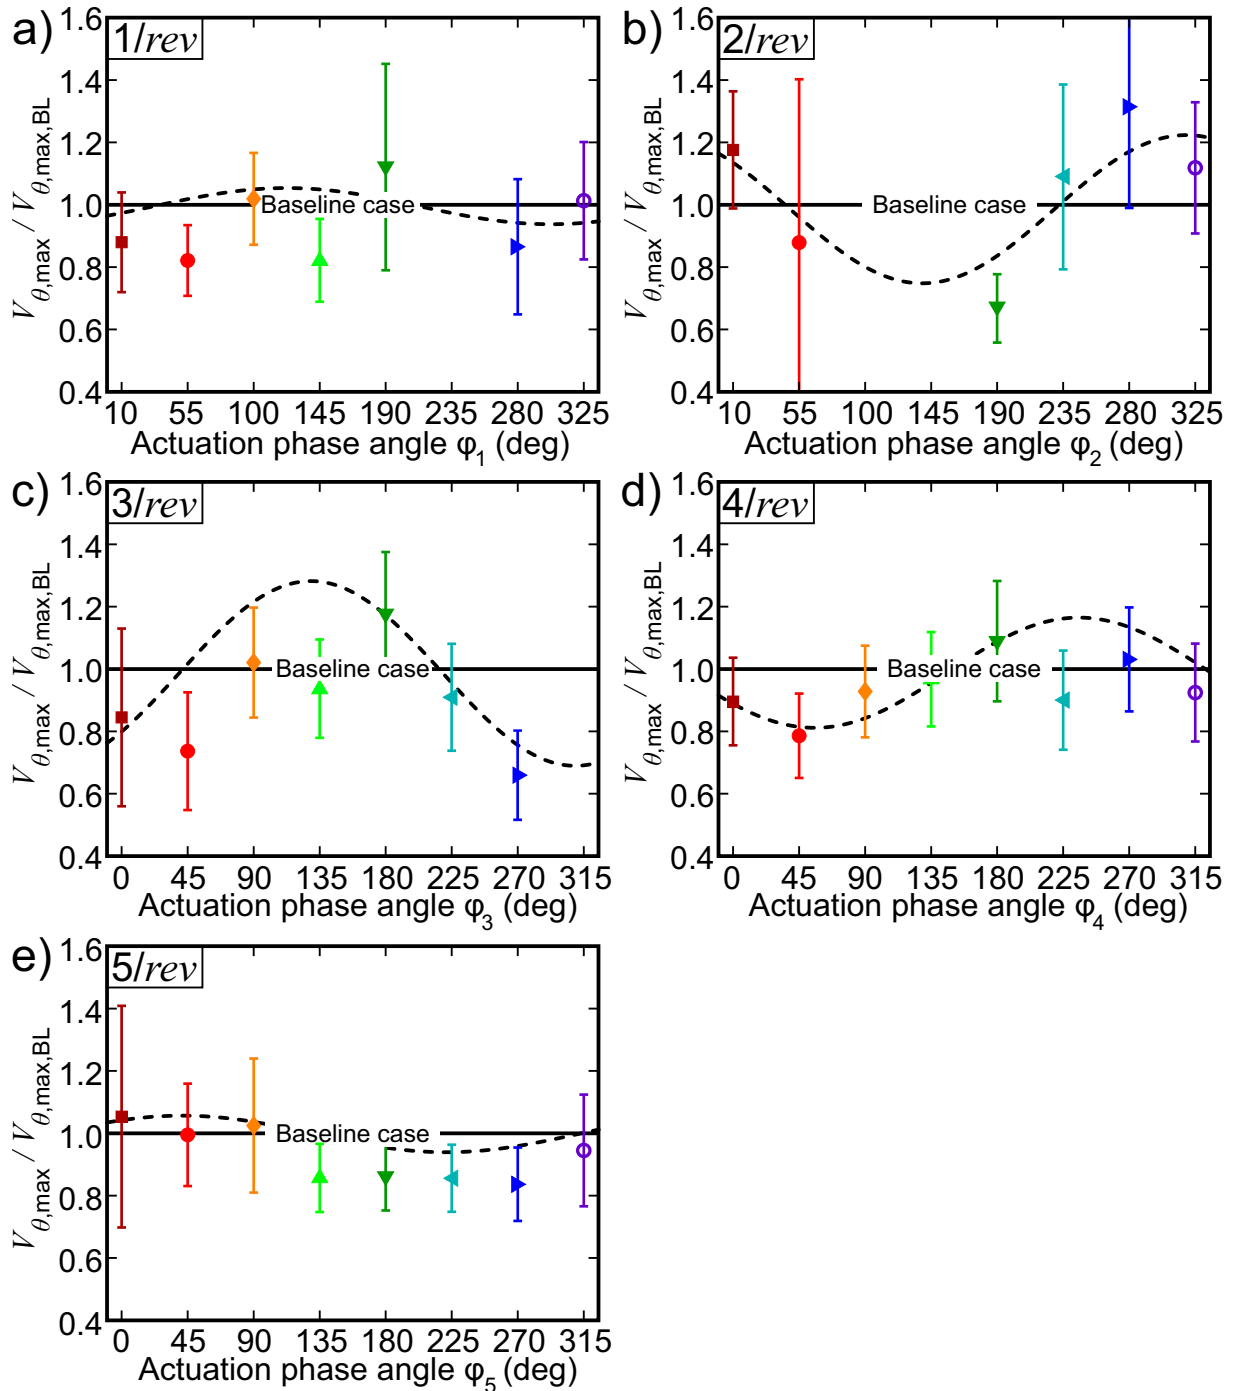 a) 1/rev
1.6
1.4
1.2
1.0
0.8
0.6
0.4
Vθ,max / Vθ,max,BL
Baseline case
10 55 100 145 190 235 280 325
Actuation phase angle φ1 (deg)
b) 2/rev
1.6
1.4
1.2
1.0
0.8
0.6
0.4
Vθ,max / Vθ,max,BL
Baseline case
10 55 100 145 190 235 280 325
Actuation phase angle φ2 (deg)
c) 3/rev
1.6
1.4
1.2
1.0
0.8
0.6
0.4
Vθ,max / Vθ,max,BL
Baseline case
0 45 90 135 180 225 270 315
Actuation phase angle φ3 (deg)
d) 4/rev
1.6
1.4
1.2
1.0
0.8
0.6
0.4
Vθ,max / Vθ,max,BL
Baseline case
0 45 90 135 180 225 270 315
Actuation phase angle φ4 (deg)
e) 5/rev
1.6
1.4
1.2
1.0
0.8
0.6
0.4
Vθ,max / Vθ,max,BL
Baseline case
0 45 90 135 180 225 270 315
Actuation phase angle φ5 (deg)